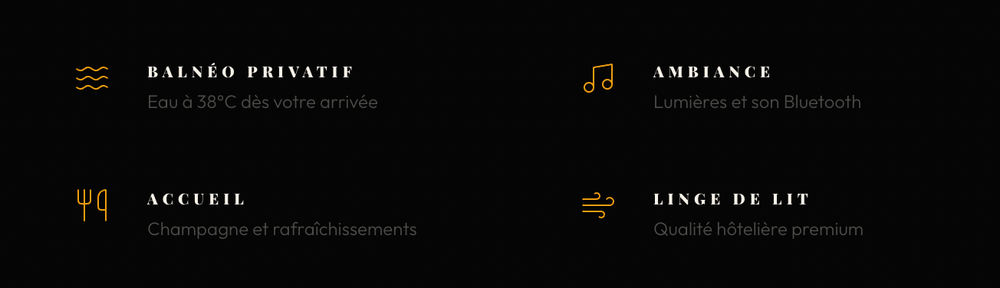 BALNÉO PRIVATIF
Eau à 38°C dès votre arrivée
AMBIANCE
Lumières et son Bluetooth
ACCUEIL
Champagne et rafraîchissements
LINGE DE LIT
Qualité hôtelière premium